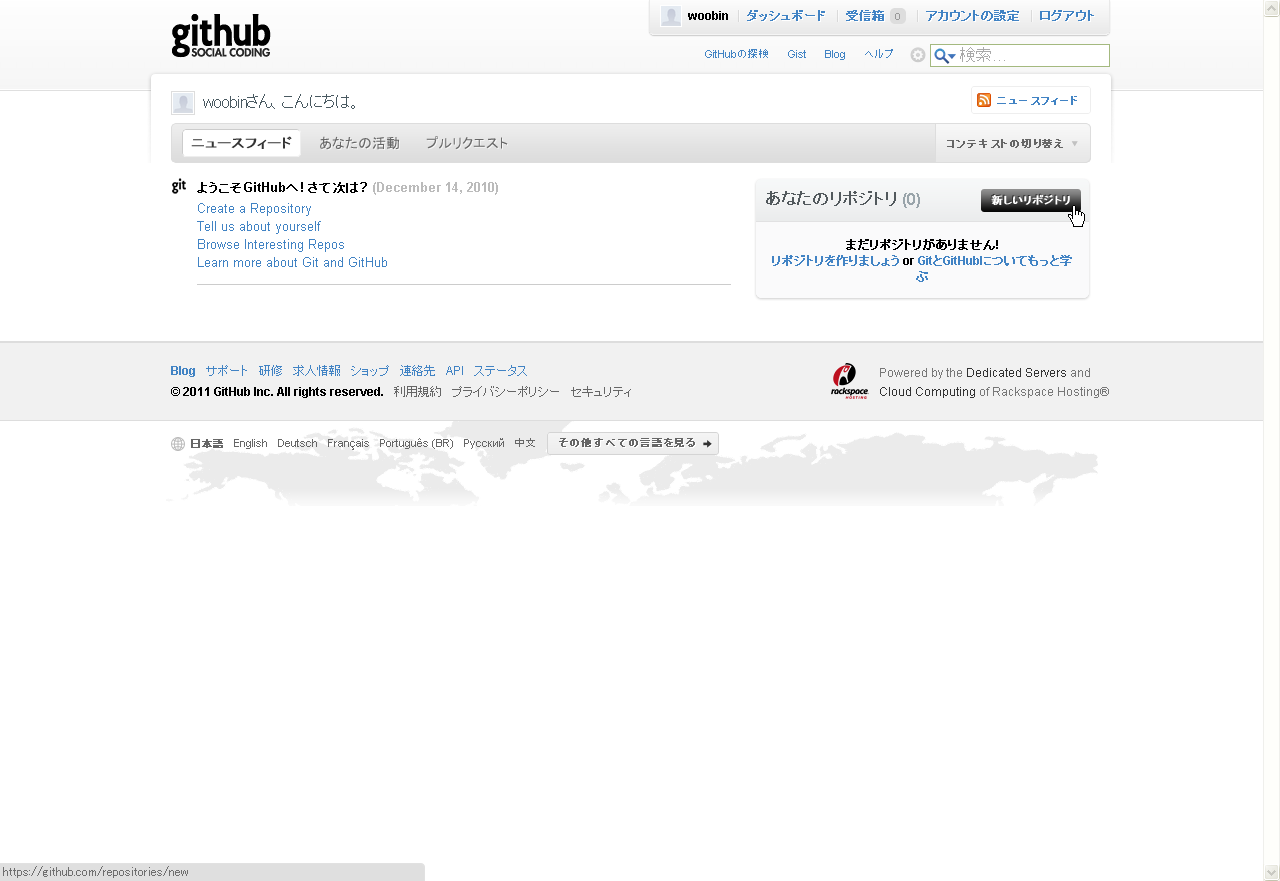 github
SOCIAL CODING
woobin ダッシュボード 受信箱 0 アカウントの設定 ログアウト
GitHubの探検 Gist Blog ヘルプ 検索...
woobinさん、こんにちは。
ニュースフィード
ニュースフィード あなたの活動 プルリクエスト コンテキストの切り替え
git ようこそGitHubへ！さて次は？ (December 14, 2010)
Create a Repository
Tell us about yourself
Browse Interesting Repos
Learn more about Git and GitHub
あなたのリポジトリ (0) 新しいリポジトリ
まだリポジトリがありません!
リポジトリを作りましょう or GitとGitHubについてもっと学
ぶ
Blog サポート 研修 求人情報 ショップ 連絡先 API ステータス
© 2011 GitHub Inc. All rights reserved. 利用規約 プライバシーポリシー セキュリティ
rackspace
HOSTING
Powered by the Dedicated Servers and
Cloud Computing of Rackspace Hosting®
日本語 English Deutsch Français Português (BR) Русский 中文 その他すべての言語を見る
https://github.com/repositories/new